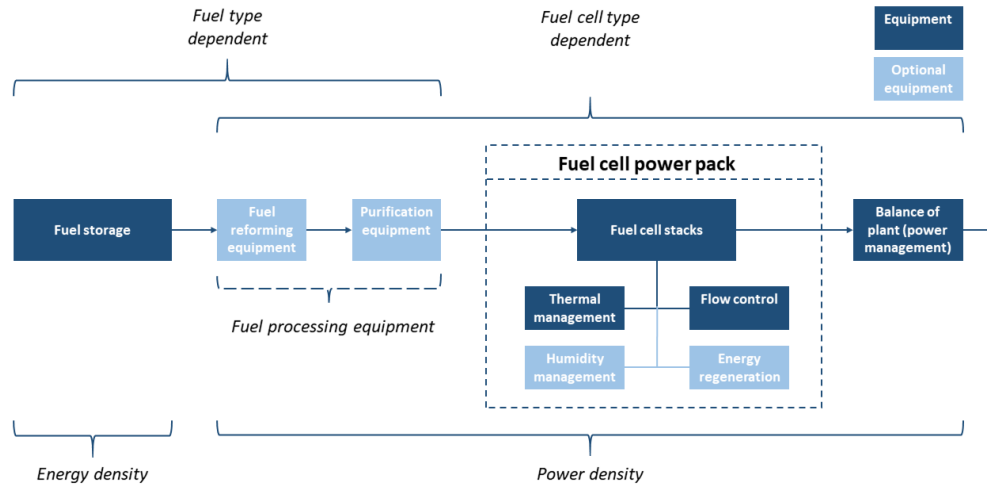 Fuel type
dependent
Fuel cell type
dependent
Equipment
Optional
equipment
Fuel cell power pack
Fuel storage
Fuel
reforming
equipment
Purification
equipment
Fuel cell stacks
Balance of
plant (power
management)
Fuel processing equipment
Thermal
management
Flow control
Humidity
management
Energy
regeneration
Energy density
Power density